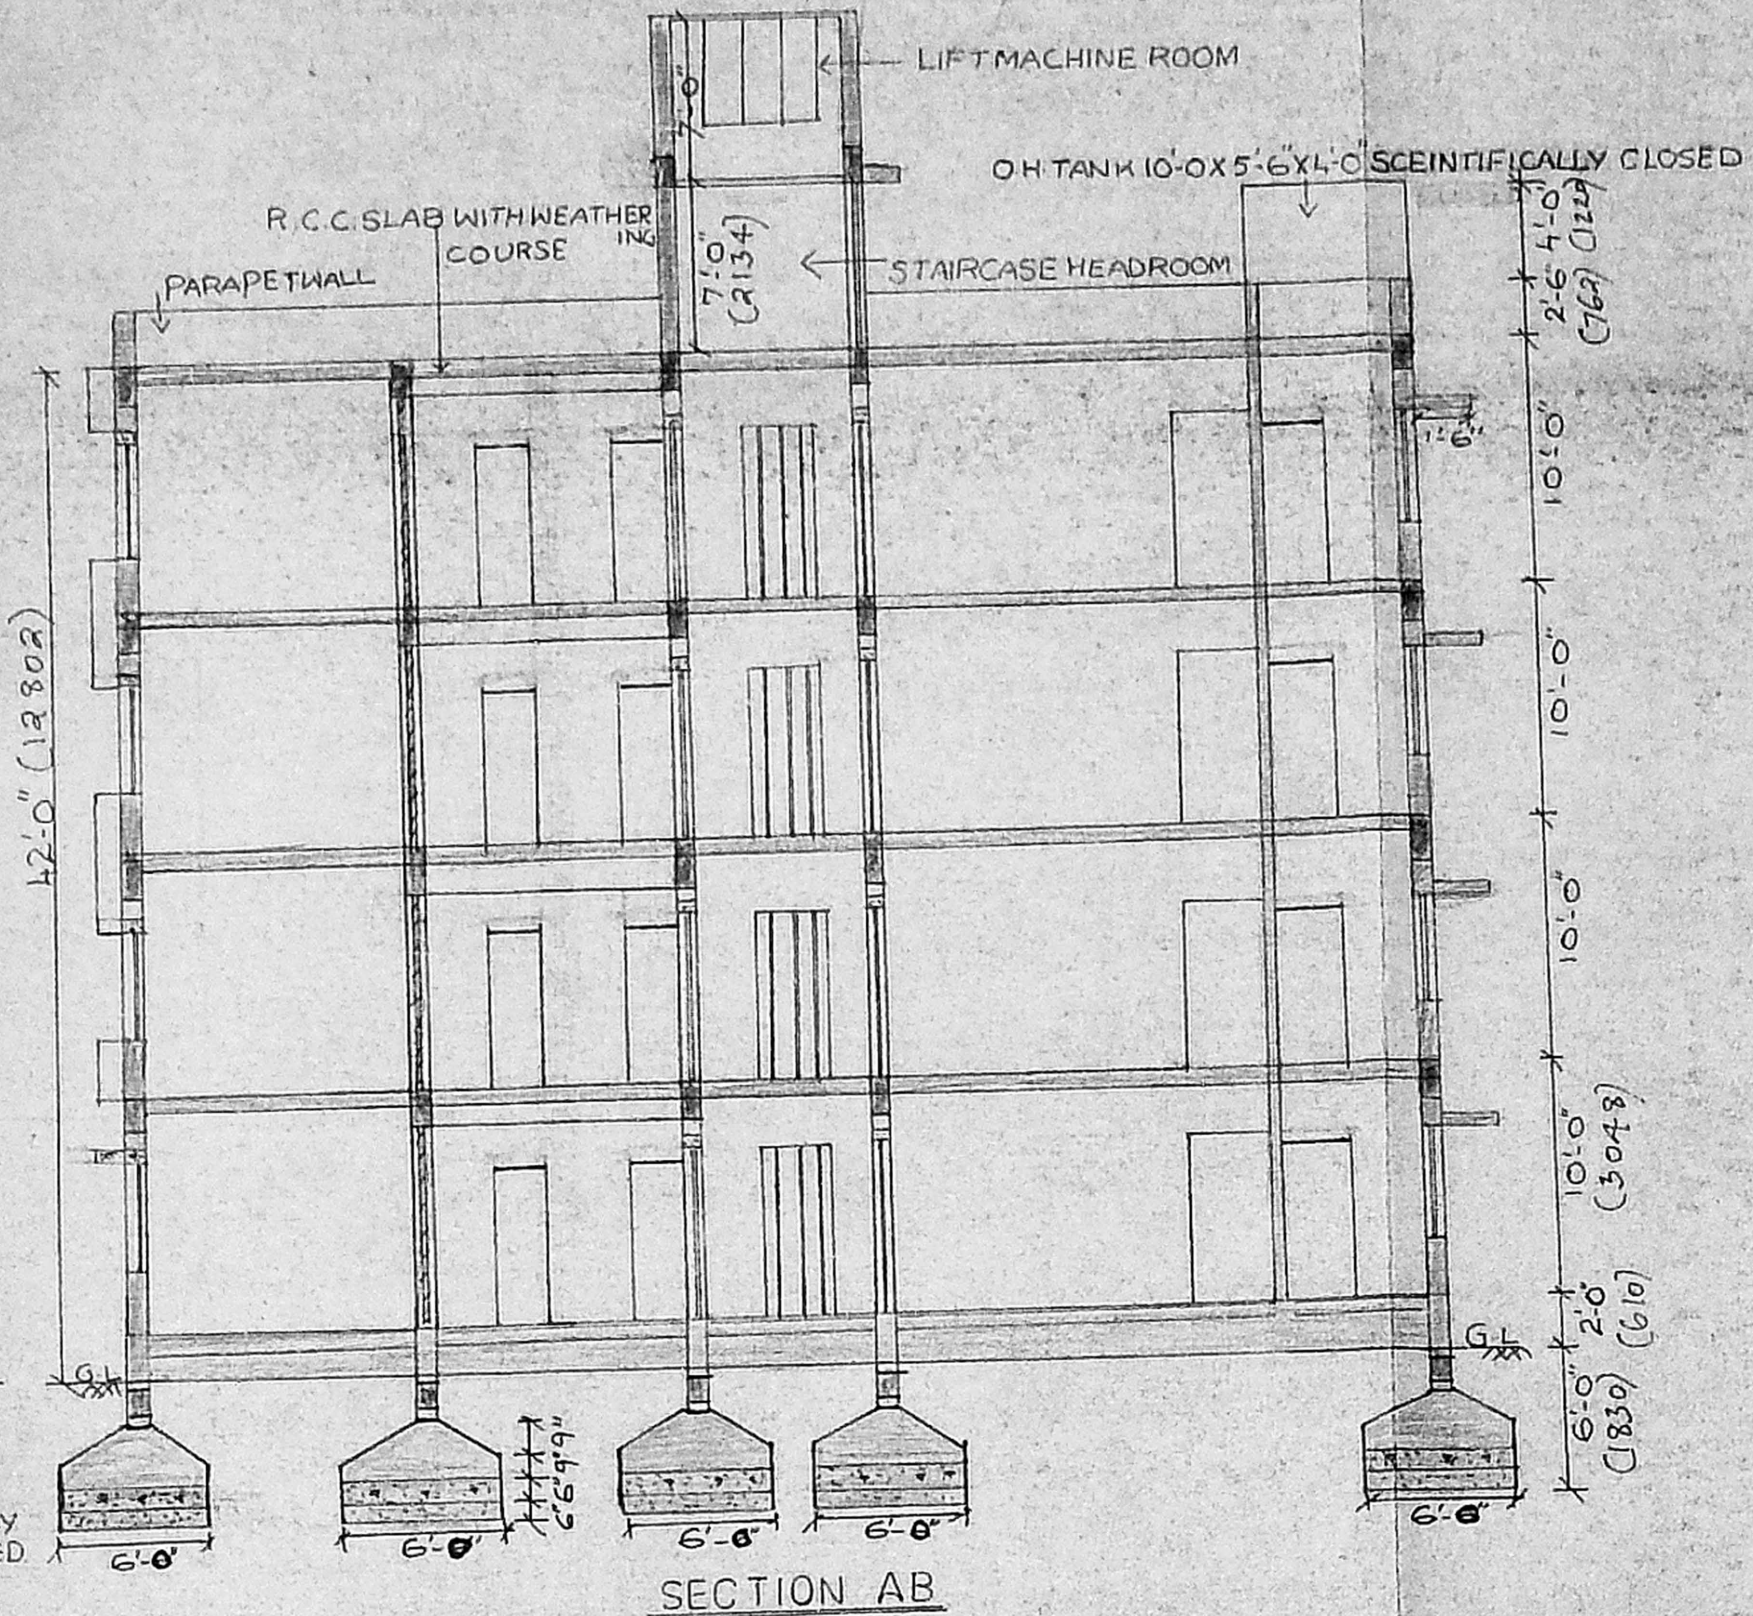 LIFT MACHINE ROOM
7'-0"
O H. TANK 10'-0X5'-6"X4'-0" SCEINTIFICALLY CLOSED
R.C.C. SLAB WITH WEATHER
ING
COURSE
PARAPET WALL
7'-0"
(2134)
STAIRCASE HEADROOM
4'-0"
(1229)
2'-6"
(762)
10'-0"
1'-6"
42'-0" (12802)
10'-0"
10'-0"
10'-0"
(3048)
2'-0"
(610)
G.L
G.L
6'-0"
(1830)
6"6"9"9"
Y
ED
6'-0"
6'-0"
6'-0"
6'-0"
6'-0"
SECTION AB